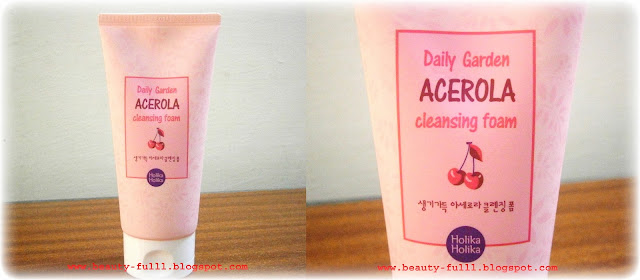 Daily Garden
ACEROLA
cleansing foam
생기가득 아세로라 클렌징 폼
Holika
Holika
www.beauty-fulll.blogspot.com
Daily Garden
ACEROLA
cleansing foam
생기가득 아세로라 클렌징 폼
Holika
Holika
www.beauty-fulll.blogspot.com